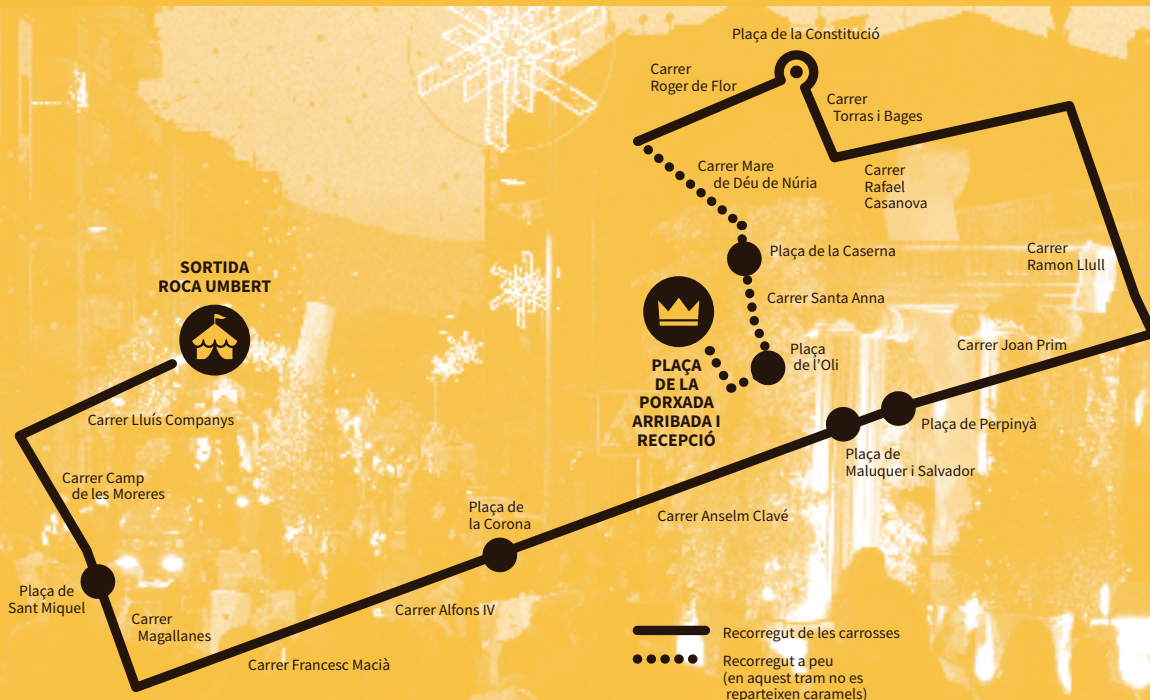 Plaça de la Constitució
Carrer
Roger de Flor
Carrer
Torras i Bages
Carrer Mare
de Déu de Núria
Carrer
Rafael
Casanova
Plaça de la Caserna
Carrer
Ramon Llull
SORTIDA
ROCA UMBERT
Carrer Santa Anna
Plaça
de l'Oli
Carrer Joan Prim
PLAÇA
DE LA
PORXADA
ARRIBADA I
RECEPCIÓ
Carrer Lluís Companys
Plaça de Perpinyà
Plaça de
Maluquer i Salvador
Carrer Camp
de les Moreres
Plaça de
la Corona
Carrer Anselm Clavé
Plaça de
Sant Miquel
Carrer
Magallanes
Carrer Alfons IV
Carrer Francesc Macià
Recorregut de les carrosses
Recorregut a peu
(en aquest tram no es
reparteixen caramels)